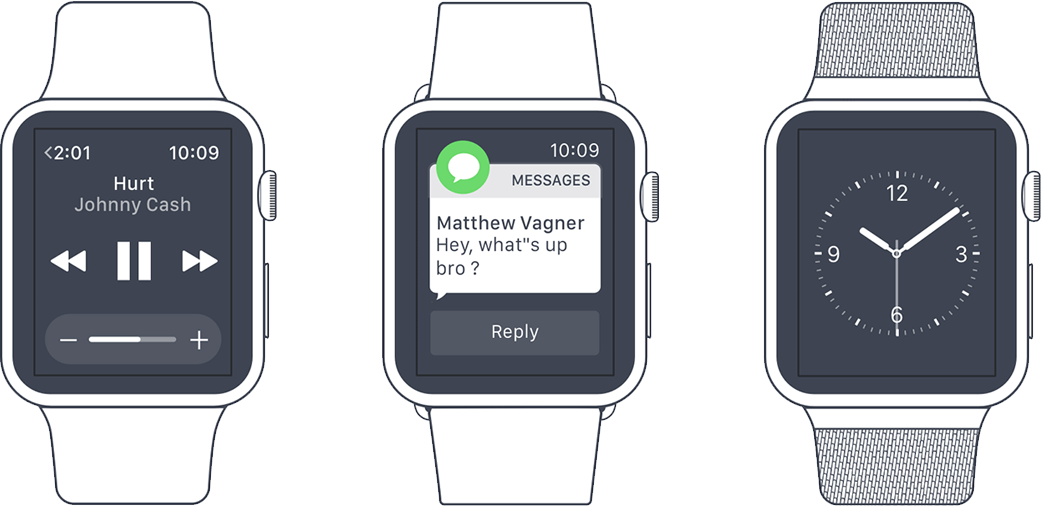 <2:01 10:09
Hurt
Johnny Cash
10:09
MESSAGES
Matthew Vagner
Hey, what"s up
bro ?
Reply
12
9 3
6